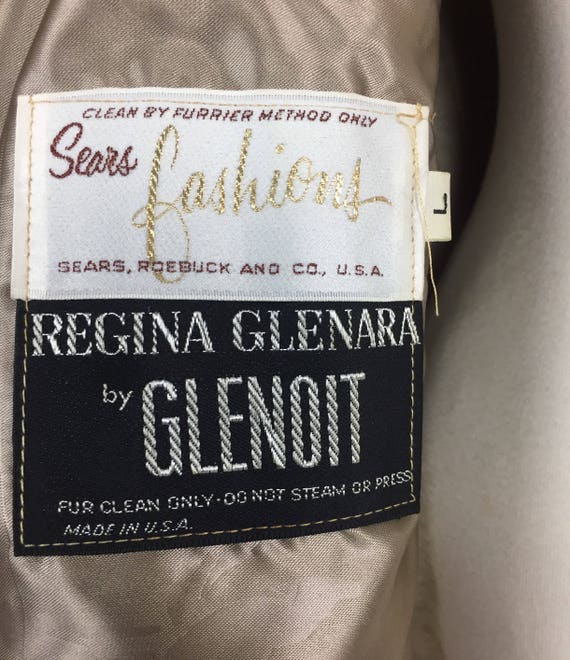 CLEAN BY FURRIER METHOD ONLY
Sears fashions
L
SEARS, ROEBUCK AND CO., U.S.A.
REGINA GLENARA
by GLENOIT
FUR CLEAN ONLY-DO NOT STEAM OR PRESS
MADE IN U.S.A.